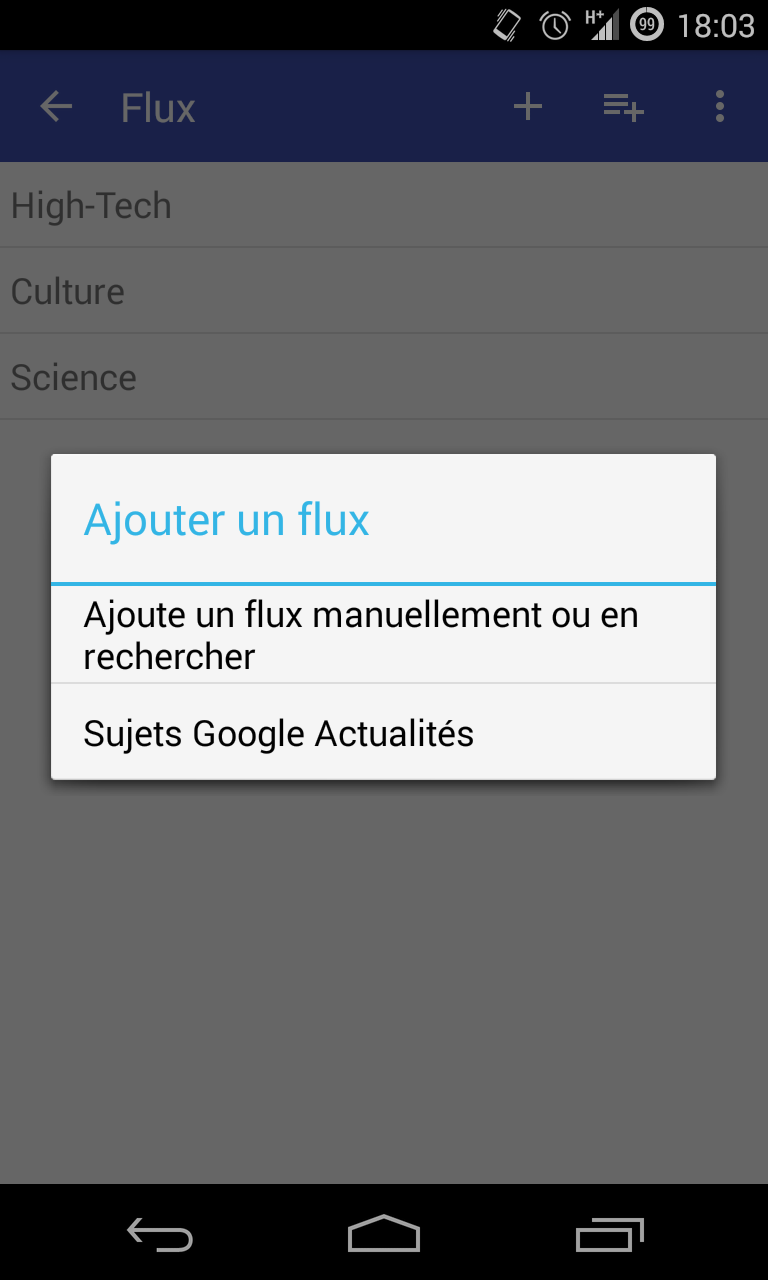 H+ 99 18:03
Flux
High-Tech
Culture
Science
Ajouter un flux
Ajoute un flux manuellement ou en
rechercher
Sujets Google Actualités